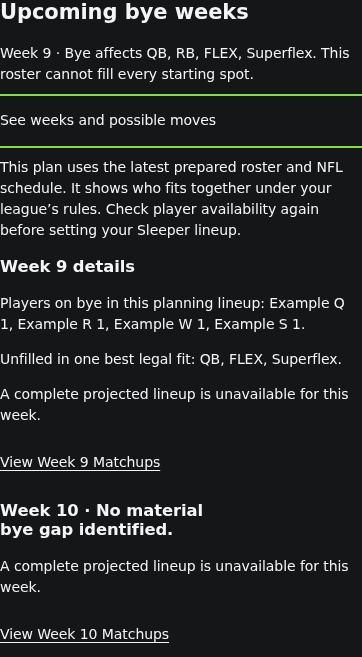 Upcoming bye weeks
Week 9 · Bye affects QB, RB, FLEX, Superflex. This
roster cannot fill every starting spot.
See weeks and possible moves
This plan uses the latest prepared roster and NFL
schedule. It shows who fits together under your
league’s rules. Check player availability again
before setting your Sleeper lineup.
Week 9 details
Players on bye in this planning lineup: Example Q
1, Example R 1, Example W 1, Example S 1.
Unfilled in one best legal fit: QB, FLEX, Superflex.
A complete projected lineup is unavailable for this
week.
View Week 9 Matchups
Week 10 · No material
bye gap identified.
A complete projected lineup is unavailable for this
week.
View Week 10 Matchups